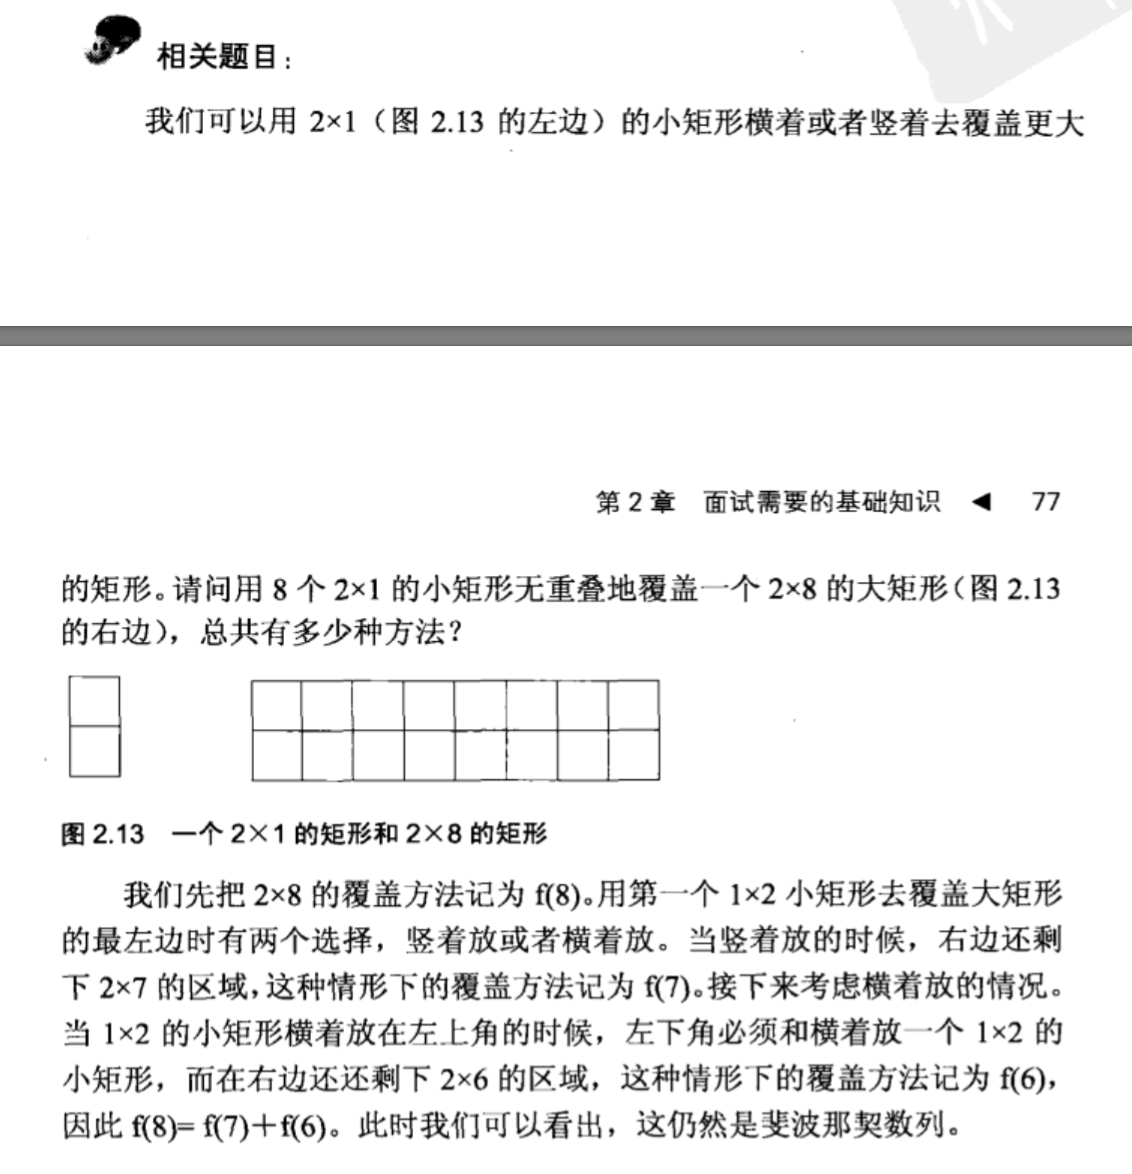 相关题目：
我们可以用 2×1（图 2.13 的左边）的小矩形横着或者竖着去覆盖更大
第 2 章 面试需要的基础知识 ◀ 77
的矩形。请问用 8 个 2×1 的小矩形无重叠地覆盖一个 2×8 的大矩形（图 2.13
的右边），总共有多少种方法？
图 2.13 一个 2×1 的矩形和 2×8 的矩形
我们先把 2×8 的覆盖方法记为 f(8)。用第一个 1×2 小矩形去覆盖大矩形
的最左边时有两个选择，竖着放或者横着放。当竖着放的时候，右边还剩
下 2×7 的区域，这种情形下的覆盖方法记为 f(7)。接下来考虑横着放的情况。
当 1×2 的小矩形横着放在左上角的时候，左下角必须和横着放一个 1×2 的
小矩形，而在右边还还剩下 2×6 的区域，这种情形下的覆盖方法记为 f(6)，
因此 f(8)= f(7)+f(6)。此时我们可以看出，这仍然是斐波那契数列。